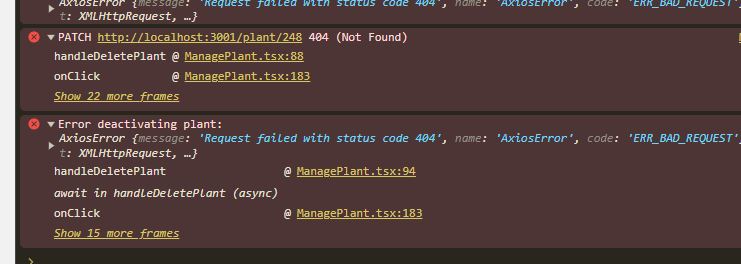 AxiosError {message: 'Request failed with status code 404', name: 'AxiosError', code: 'ERR_BAD_REQUEST'
t: XMLHttpRequest, …}
PATCH http://localhost:3001/plant/248 404 (Not Found)
handleDeletePlant @ ManagePlant.tsx:88
onClick @ ManagePlant.tsx:183
Show 22 more frames
Error deactivating plant:
AxiosError {message: 'Request failed with status code 404', name: 'AxiosError', code: 'ERR_BAD_REQUEST'
t: XMLHttpRequest, …}
handleDeletePlant @ ManagePlant.tsx:94
await in handleDeletePlant (async)
onClick @ ManagePlant.tsx:183
Show 15 more frames
>